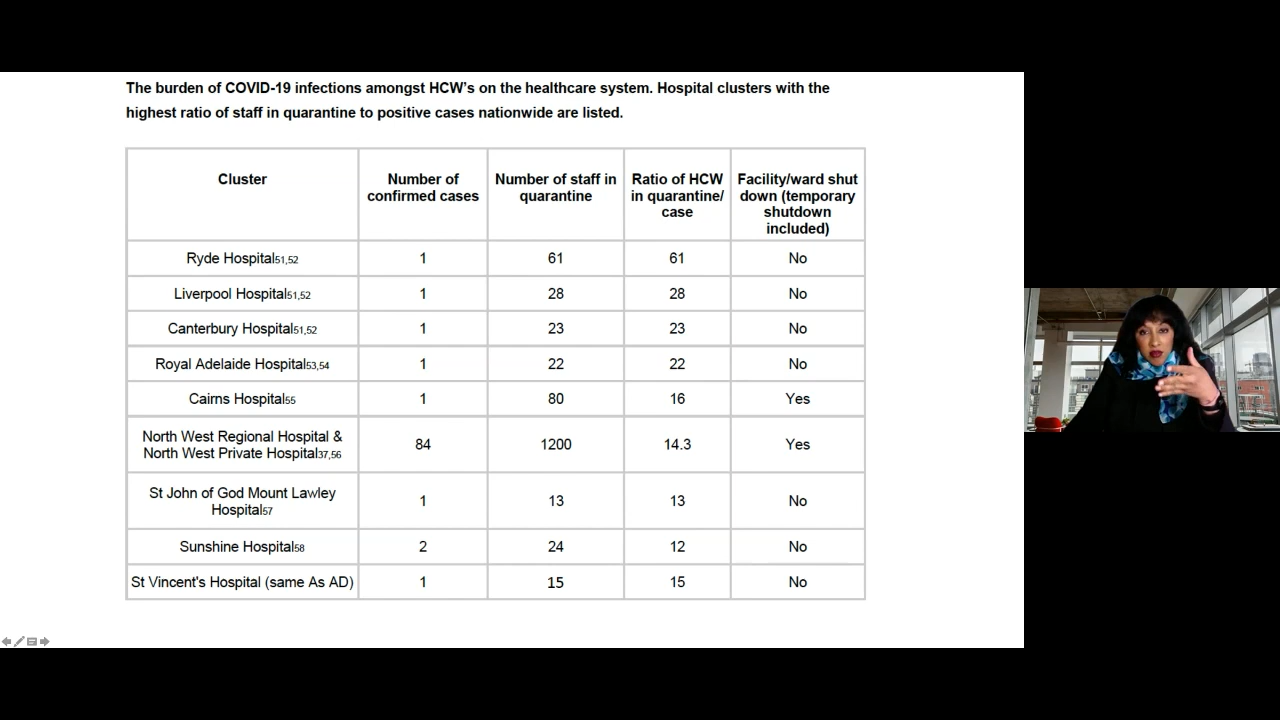 The burden of COVID-19 infections amongst HCW's on the healthcare system. Hospital clusters with the
highest ratio of staff in quarantine to positive cases nationwide are listed.
Cluster
Number of
confirmed cases
Number of staff in
quarantine
Ratio of HCW
in quarantine/
case
Facility/ward shut
down (temporary
shutdown
included)
Ryde Hospital51,52 1 61 61 No
Liverpool Hospital51,52 1 28 28 No
Canterbury Hospital51,52 1 23 23 No
Royal Adelaide Hospital53,54 1 22 22 No
Cairns Hospital55 1 80 16 Yes
North West Regional Hospital &
North West Private Hospital37,56 84 1200 14.3 Yes
St John of God Mount Lawley
Hospital57 1 13 13 No
Sunshine Hospital58 2 24 12 No
St Vincent's Hospital (same As AD) 1 15 15 No